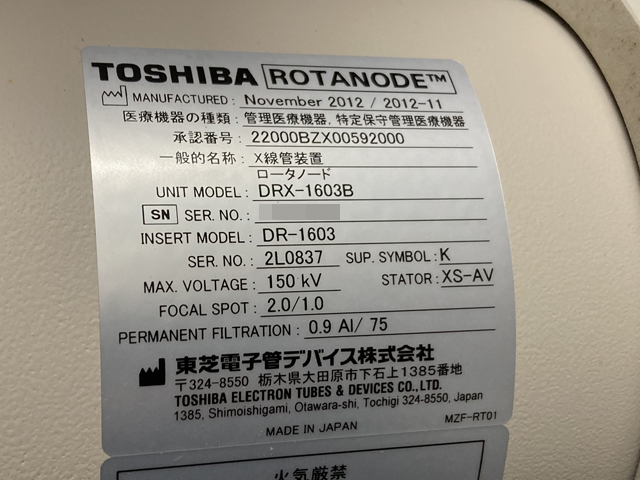 TOSHIBA ROTANODE™
MANUFACTURED: November 2012 / 2012-11
医療機器の種類: 管理医療機器, 特定保守管理医療機器
承認番号: 22000BZX00592000
一般的名称: X線管装置
ロータノード
UNIT MODEL: DRX-1603B
SN SER. NO.:
INSERT MODEL: DR-1603
SER. NO.: 2L0837 SUP. SYMBOL: K
MAX. VOLTAGE: 150 kV STATOR: XS-AV
FOCAL SPOT: 2.0/1.0
PERMANENT FILTRATION: 0.9 Al/ 75
東芝電子管デバイス株式会社
〒324-8550 栃木県大田原市下石上1385番地
TOSHIBA ELECTRON TUBES & DEVICES CO., LTD.
1385, Shimoishigami, Otawara-shi, Tochigi 324-8550, Japan
MADE IN JAPAN MZF-RT01
火気厳禁